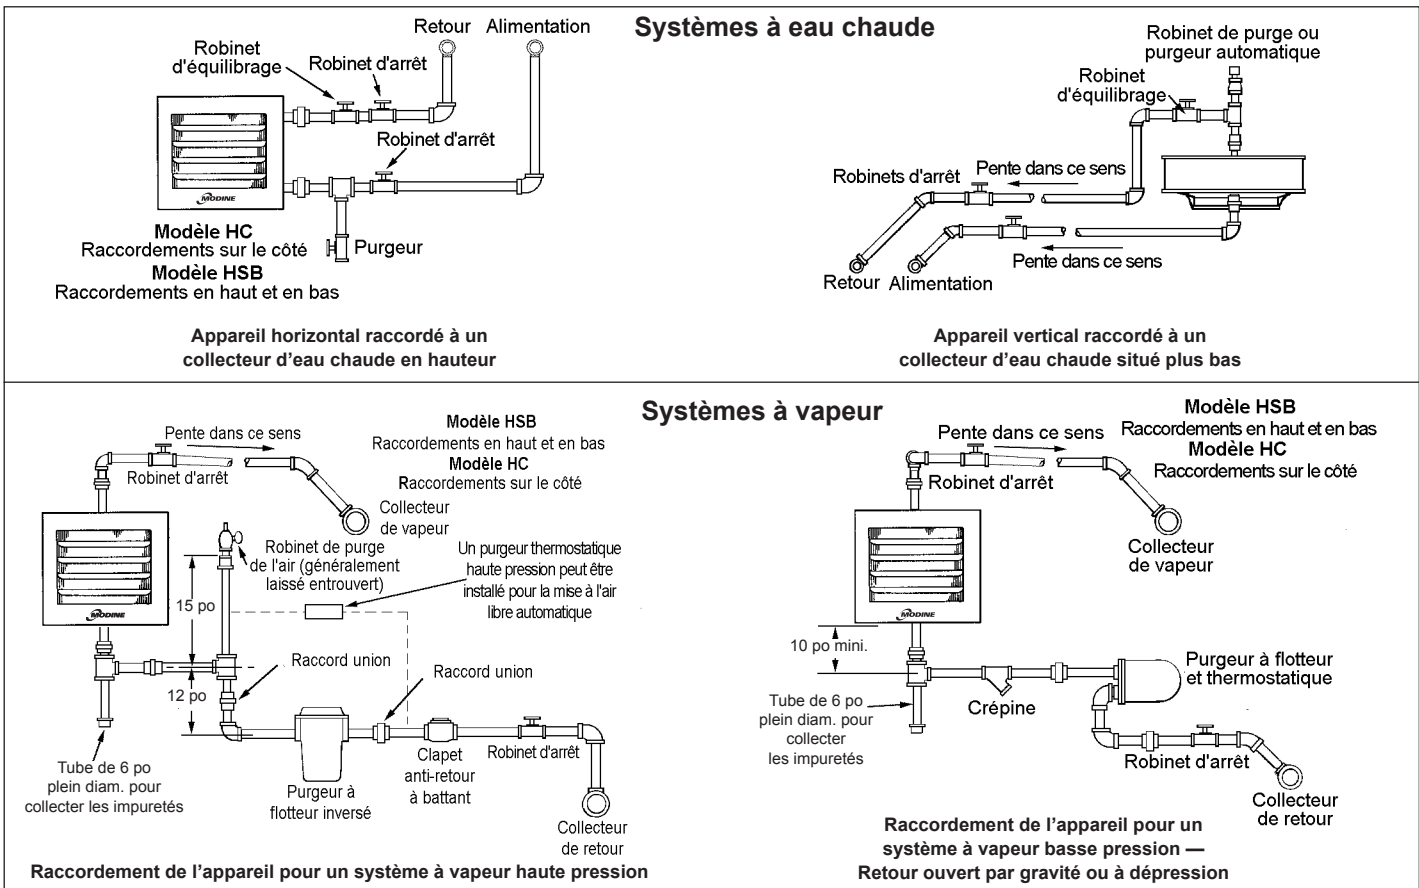 Systèmes à eau chaude
Retour
Alimentation
Robinet
d'équilibrage
Robinet d'arrêt
Robinet d'arrêt
MODINE
Modèle HC
Raccordements sur le côté
Modèle HSB
Raccordements en haut et en bas
Purgeur
Appareil horizontal raccordé à un
collecteur d’eau chaude en hauteur
Robinet de purge ou
purgeur automatique
Robinet
d'équilibrage
Pente dans ce sens
Robinets d'arrêt
Pente dans ce sens
Retour
Alimentation
Appareil vertical raccordé à un
collecteur d’eau chaude situé plus bas
Systèmes à vapeur
Pente dans ce sens
Robinet d'arrêt
Modèle HSB
Raccordements en haut et en bas
Modèle HC
Raccordements sur le côté
Collecteur
de vapeur
Robinet de purge
de l'air (généralement
laissé entrouvert)
Un purgeur thermostatique
haute pression peut être
installé pour la mise à l'air
libre automatique
15 po
MODINE
Raccord union
Raccord union
12 po
Tube de 6 po
plein diam. pour
collecter les impuretés
Purgeur à
flotteur inversé
Clapet
anti-retour
à battant
Robinet d'arrêt
Collecteur
de retour
Raccordement de l’appareil pour un système à vapeur haute pression
Modèle HSB
Raccordements en haut et en bas
Modèle HC
Raccordements sur le côté
Pente dans ce sens
Robinet d'arrêt
Collecteur
de vapeur
MODINE
10 po mini.
Tube de 6 po
plein diam. pour
collecter
les impuretés
Crépine
Purgeur à flotteur
et thermostatique
Robinet d'arrêt
Collecteur
de retour
Raccordement de l’appareil pour un
système à vapeur basse pression —
Retour ouvert par gravité ou à dépression